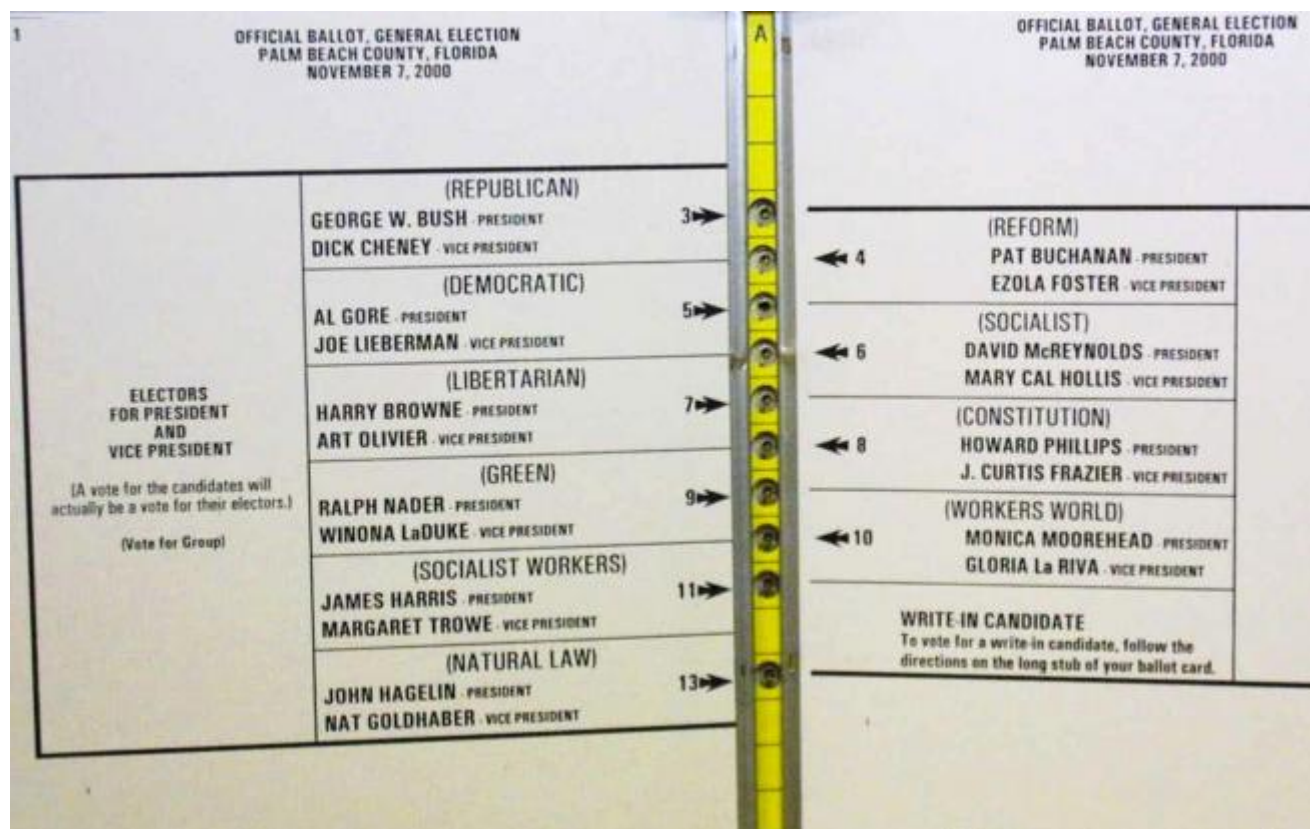 1
OFFICIAL BALLOT, GENERAL ELECTION
PALM BEACH COUNTY, FLORIDA
NOVEMBER 7, 2000
ELECTORS
FOR PRESIDENT
AND
VICE PRESIDENT
(A vote for the candidates will
actually be a vote for their electors.)
(Vote for Group)
(REPUBLICAN)
GEORGE W. BUSH - PRESIDENT 3
DICK CHENEY - VICE PRESIDENT
(DEMOCRATIC)
AL GORE - PRESIDENT 5
JOE LIEBERMAN - VICE PRESIDENT
(LIBERTARIAN)
HARRY BROWNE - PRESIDENT 7
ART OLIVIER - VICE PRESIDENT
(GREEN)
RALPH NADER - PRESIDENT 9
WINONA LaDUKE - VICE PRESIDENT
(SOCIALIST WORKERS)
JAMES HARRIS - PRESIDENT 11
MARGARET TROWE - VICE PRESIDENT
(NATURAL LAW)
JOHN HAGELIN - PRESIDENT 13
NAT GOLDHABER - VICE PRESIDENT
A
OFFICIAL BALLOT, GENERAL ELECTION
PALM BEACH COUNTY, FLORIDA
NOVEMBER 7, 2000
(REFORM)
4 PAT BUCHANAN - PRESIDENT
EZOLA FOSTER - VICE PRESIDENT
(SOCIALIST)
6 DAVID McREYNOLDS - PRESIDENT
MARY CAL HOLLIS - VICE PRESIDENT
(CONSTITUTION)
8 HOWARD PHILLIPS - PRESIDENT
J. CURTIS FRAZIER - VICE PRESIDENT
(WORKERS WORLD)
10 MONICA MOOREHEAD - PRESIDENT
GLORIA La RIVA - VICE PRESIDENT
WRITE-IN CANDIDATE
To vote for a write-in candidate, follow the
directions on the long stub of your ballot card.